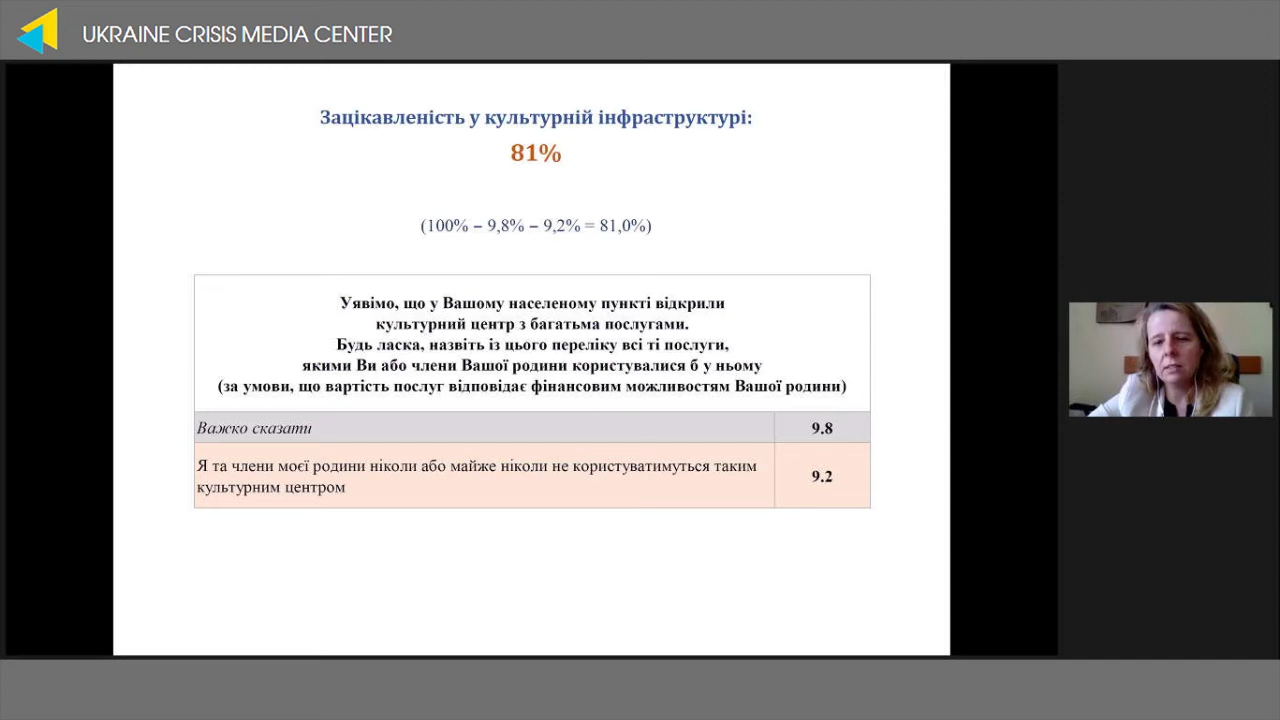 UKRAINE CRISIS MEDIA CENTER
Зацікавленість у культурній інфраструктурі:
81%
(100% – 9,8% – 9,2% = 81,0%)
Уявімо, що у Вашому населеному пункті відкрили
культурний центр з багатьма послугами.
Будь ласка, назвіть із цього переліку всі ті послуги,
якими Ви або члени Вашої родини користувалися б у ньому
(за умови, що вартість послуг відповідає фінансовим можливостям Вашої родини)
Важко сказати 9.8
Я та члени моєї родини ніколи або майже ніколи не користуватимуться таким
культурним центром 9.2